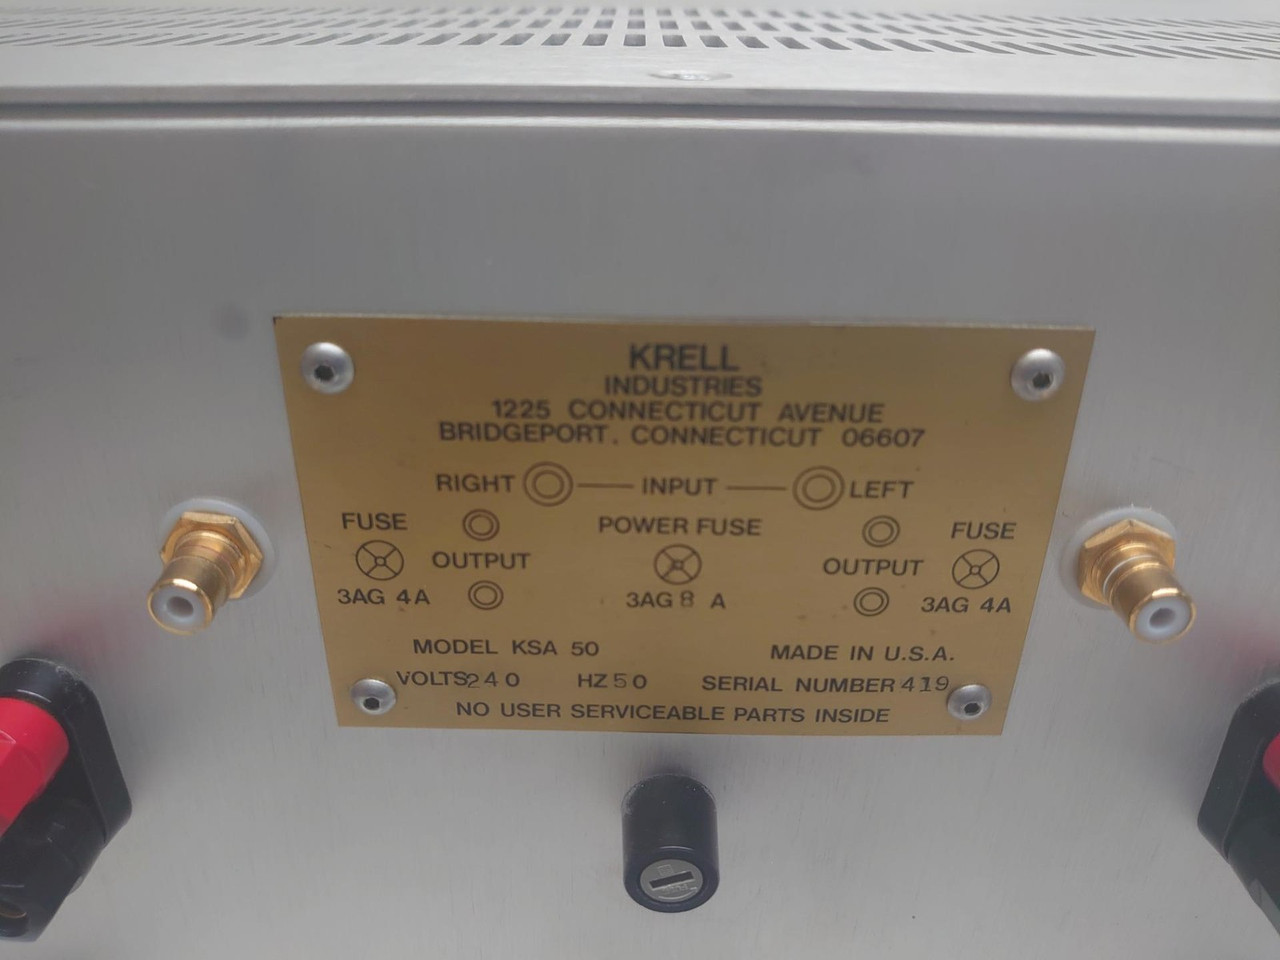 KRELL
INDUSTRIES
1225 CONNECTICUT AVENUE
BRIDGEPORT, CONNECTICUT 06607
RIGHT INPUT LEFT
FUSE POWER FUSE FUSE
OUTPUT OUTPUT
3AG 4A 3AG 8 A 3AG 4A
MODEL KSA 50 MADE IN U.S.A.
VOLTS 240 HZ 50 SERIAL NUMBER 419
NO USER SERVICEABLE PARTS INSIDE